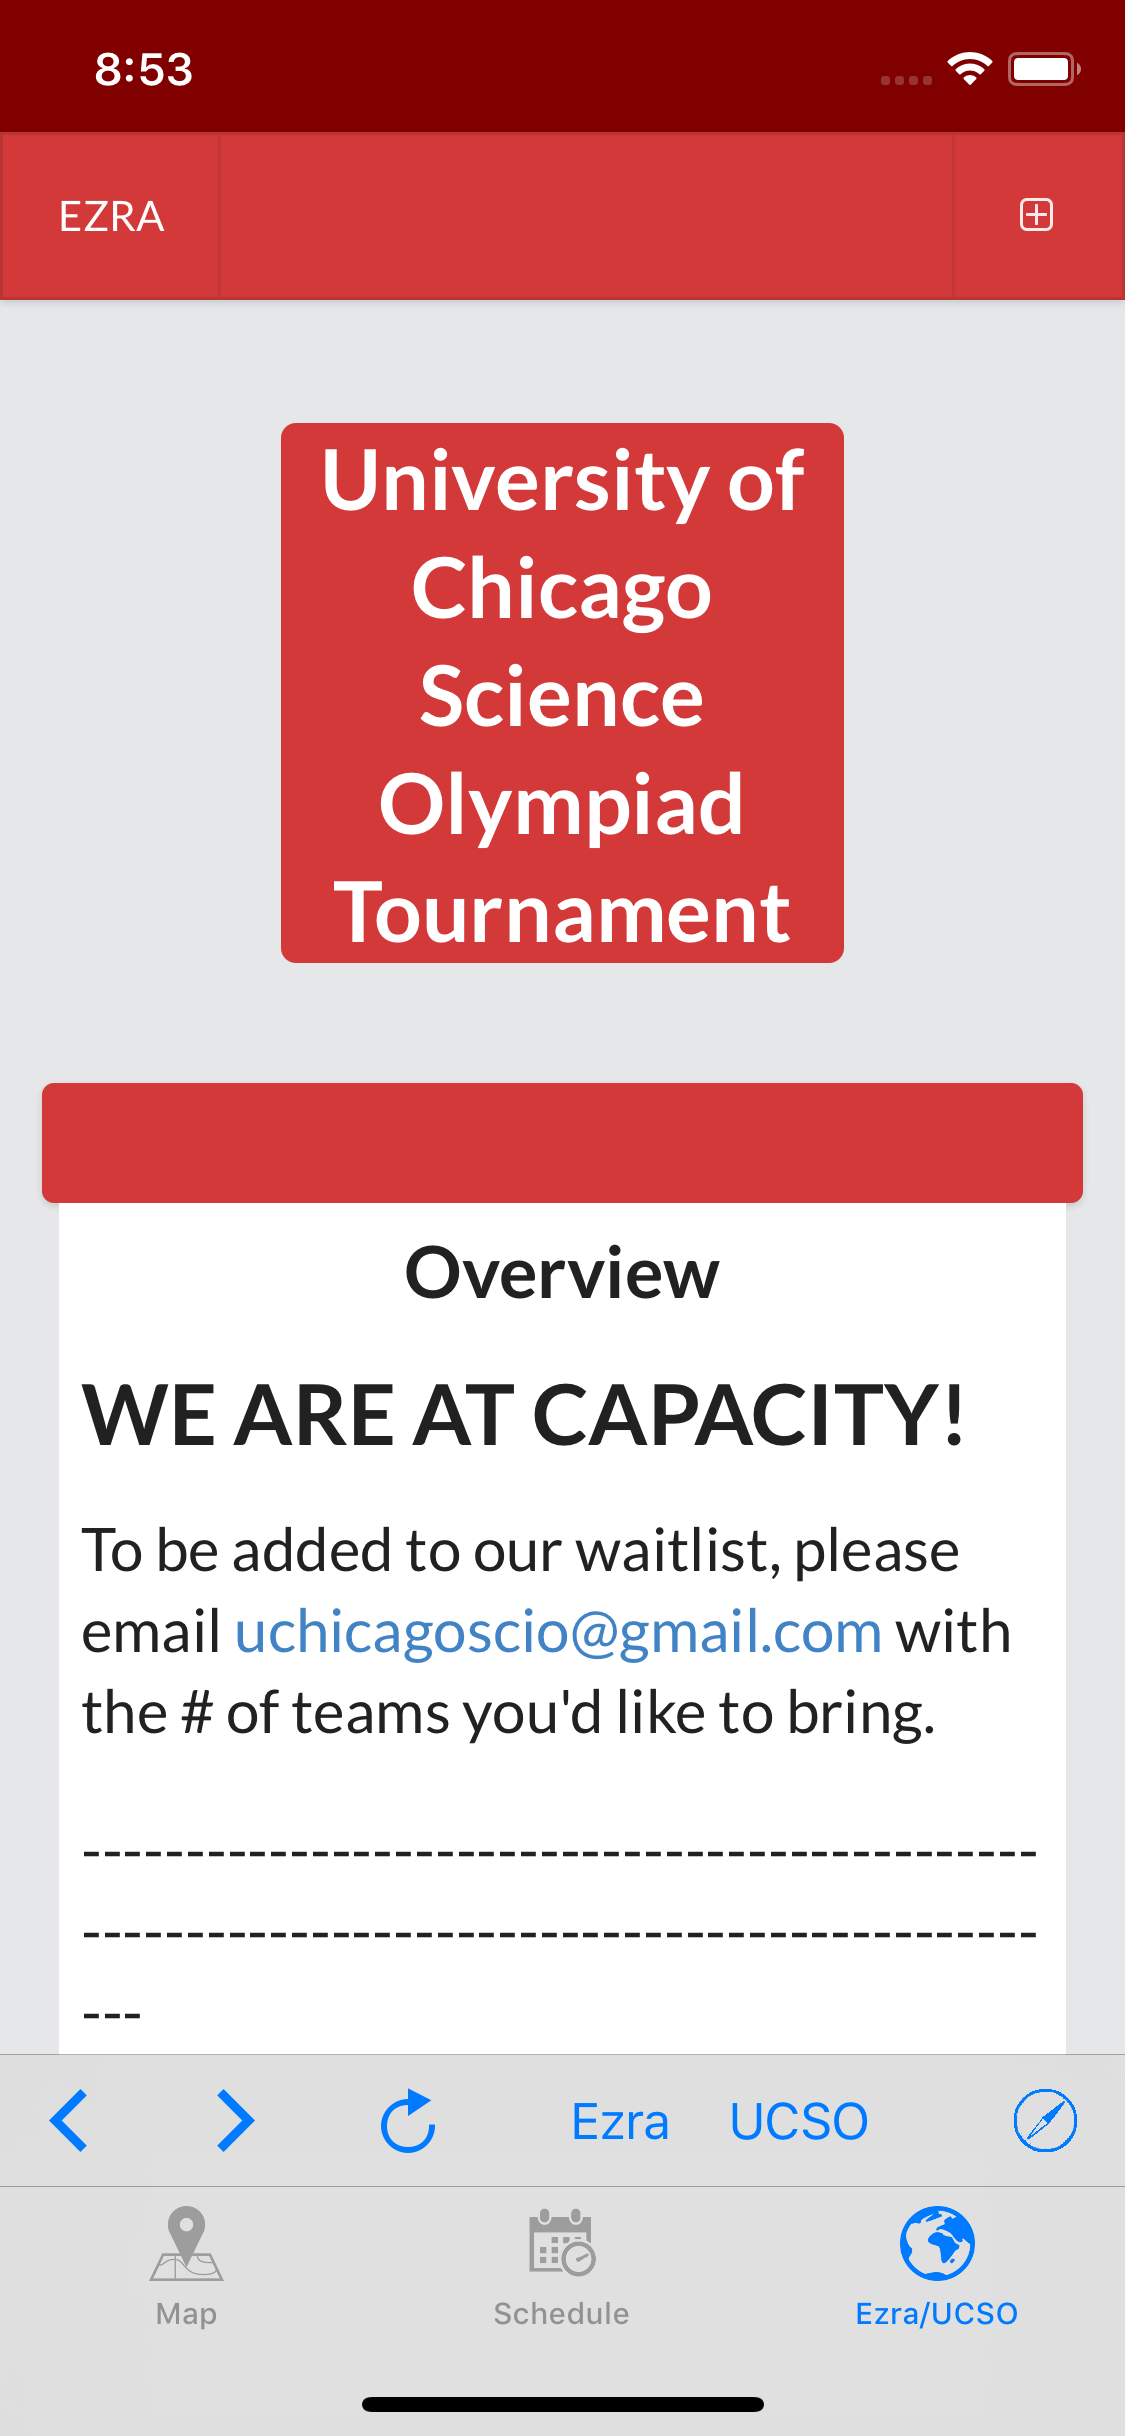 8:53
EZRA
University of
Chicago
Science
Olympiad
Tournament
Overview
WE ARE AT CAPACITY!
To be added to our waitlist, please
email uchicagoscio@gmail.com with
the # of teams you'd like to bring.
----------------------------------------------
----------------------------------------------
---
Ezra UCSO
Map Schedule Ezra/UCSO